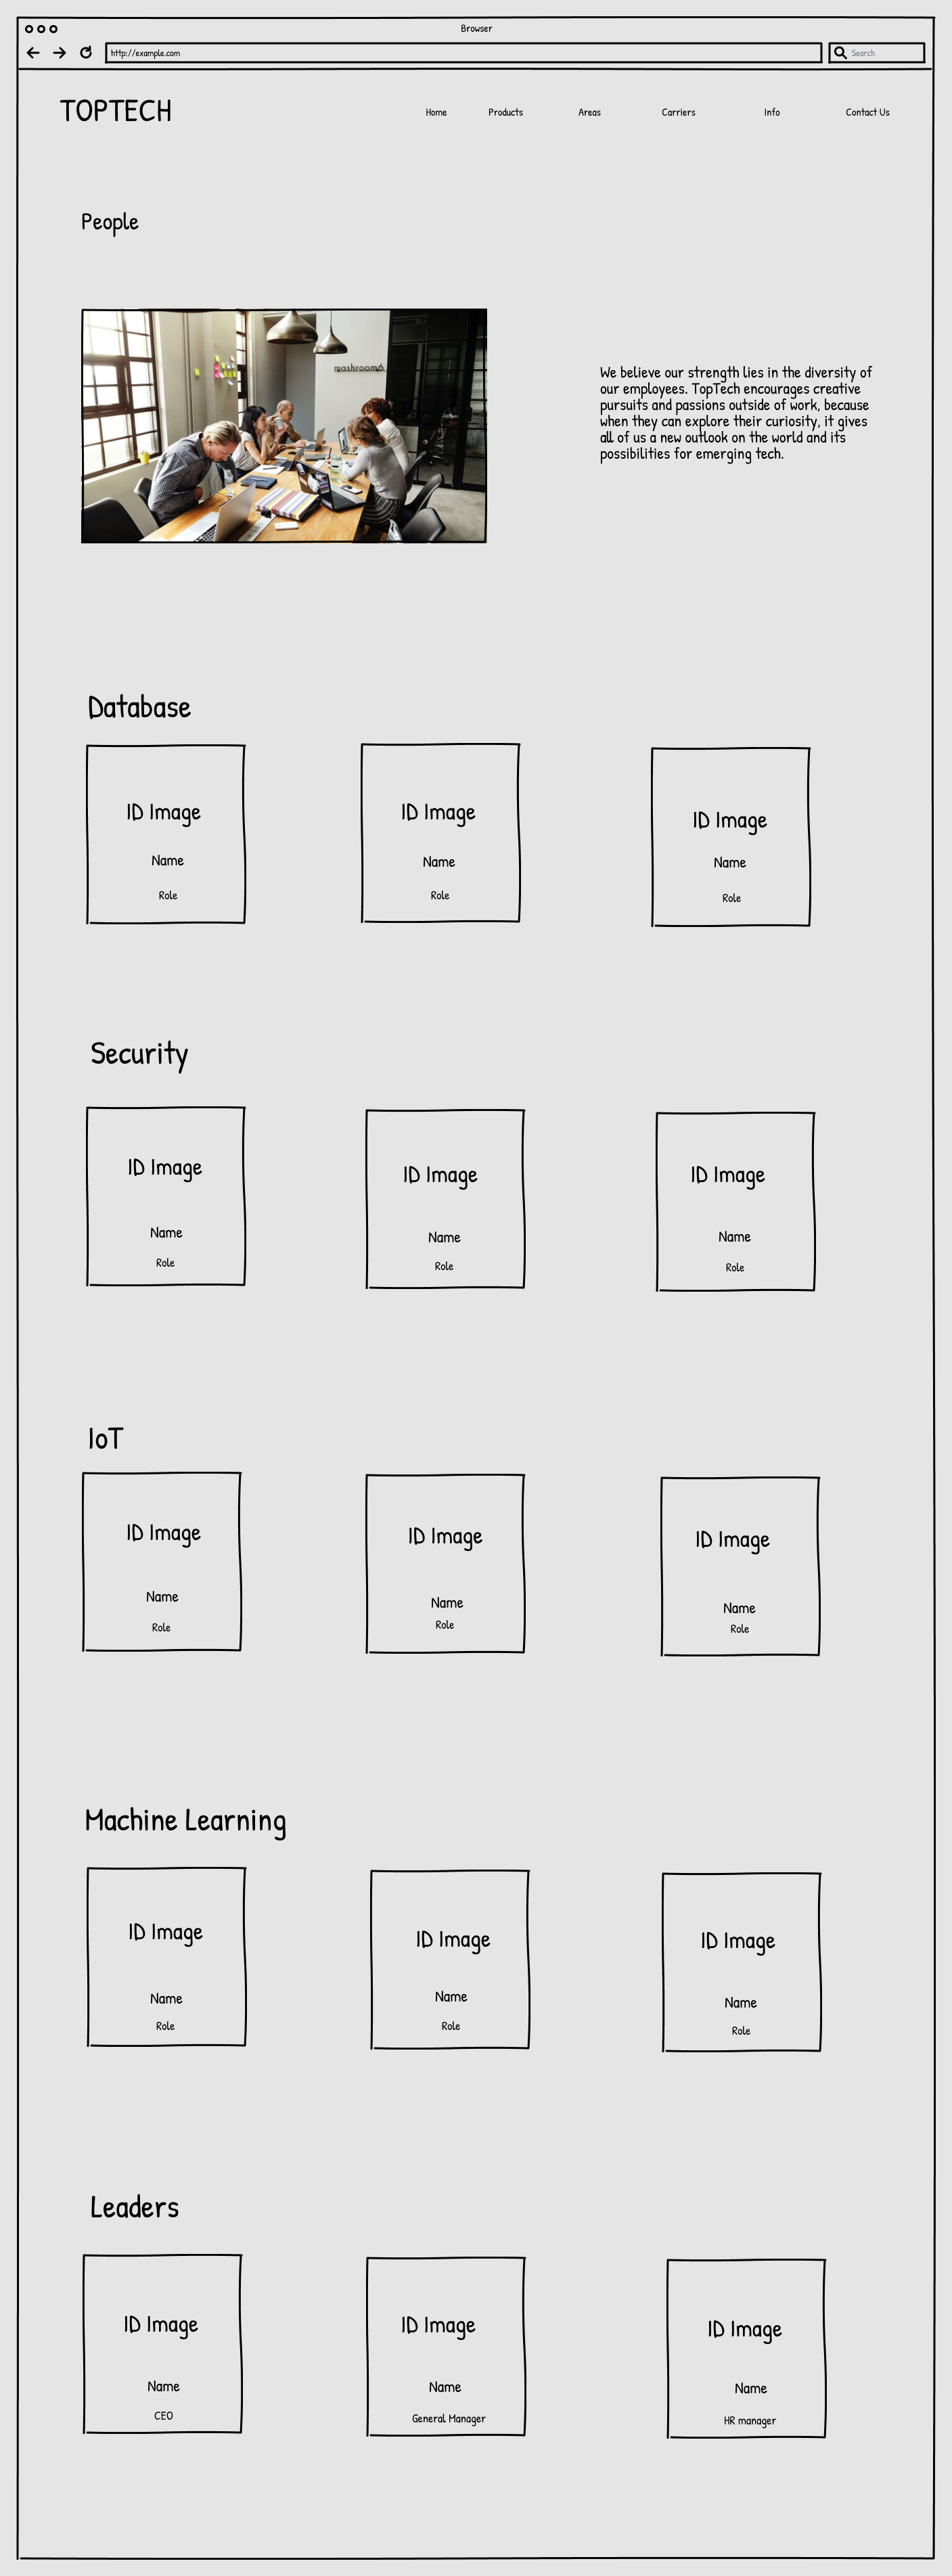 Browser
http://example.com
Search
TOPTECH
Home Products Areas Carriers Info Contact Us
People
mashroom6
We believe our strength lies in the diversity of
our employees. TopTech encourages creative
pursuits and passions outside of work, because
when they can explore their curiosity, it gives
all of us a new outlook on the world and its
possibilities for emerging tech.
Database
ID Image ID Image ID Image
Name Name Name
Role Role Role
Security
ID Image ID Image ID Image
Name Name Name
Role Role Role
IoT
ID Image ID Image ID Image
Name Name Name
Role Role Role
Machine Learning
ID Image ID Image ID Image
Name Name Name
Role Role Role
Leaders
ID Image ID Image ID Image
Name Name Name
CEO General Manager HR manager